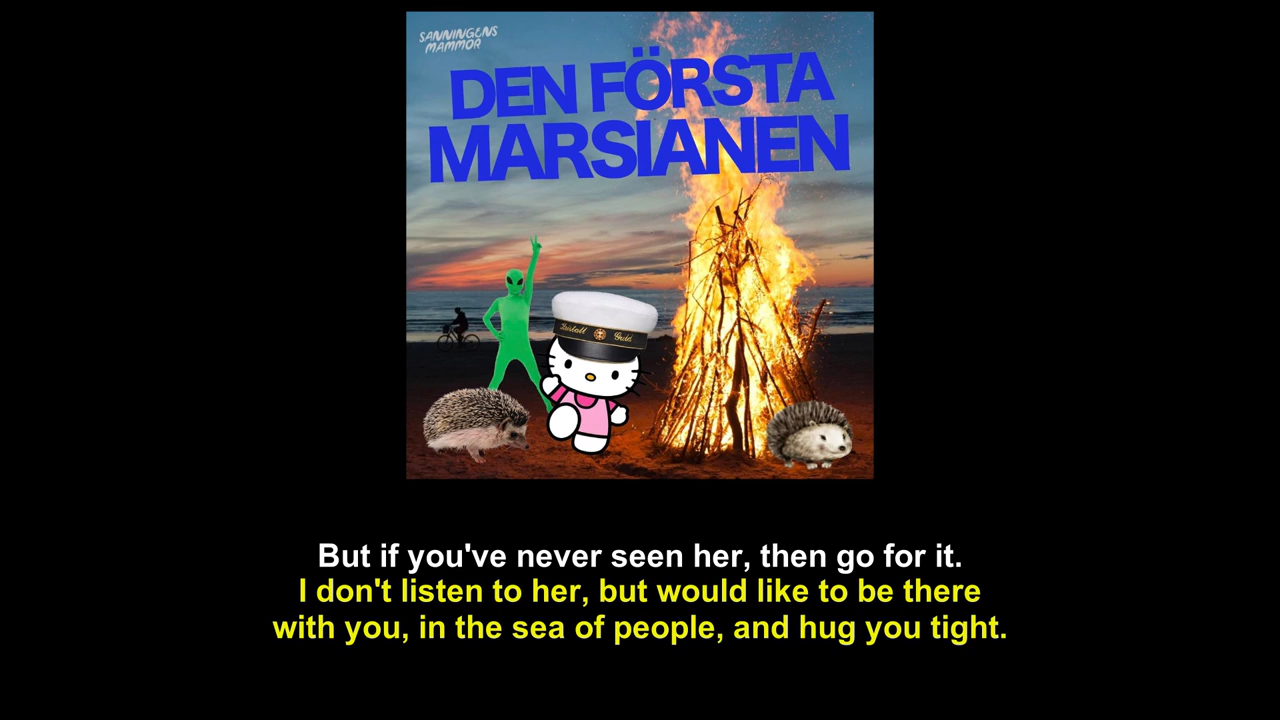 SANNINGENS
MAMMOR
DEN FÖRSTA
MARSIANEN
But if you've never seen her, then go for it.
I don't listen to her, but would like to be there
with you, in the sea of people, and hug you tight.